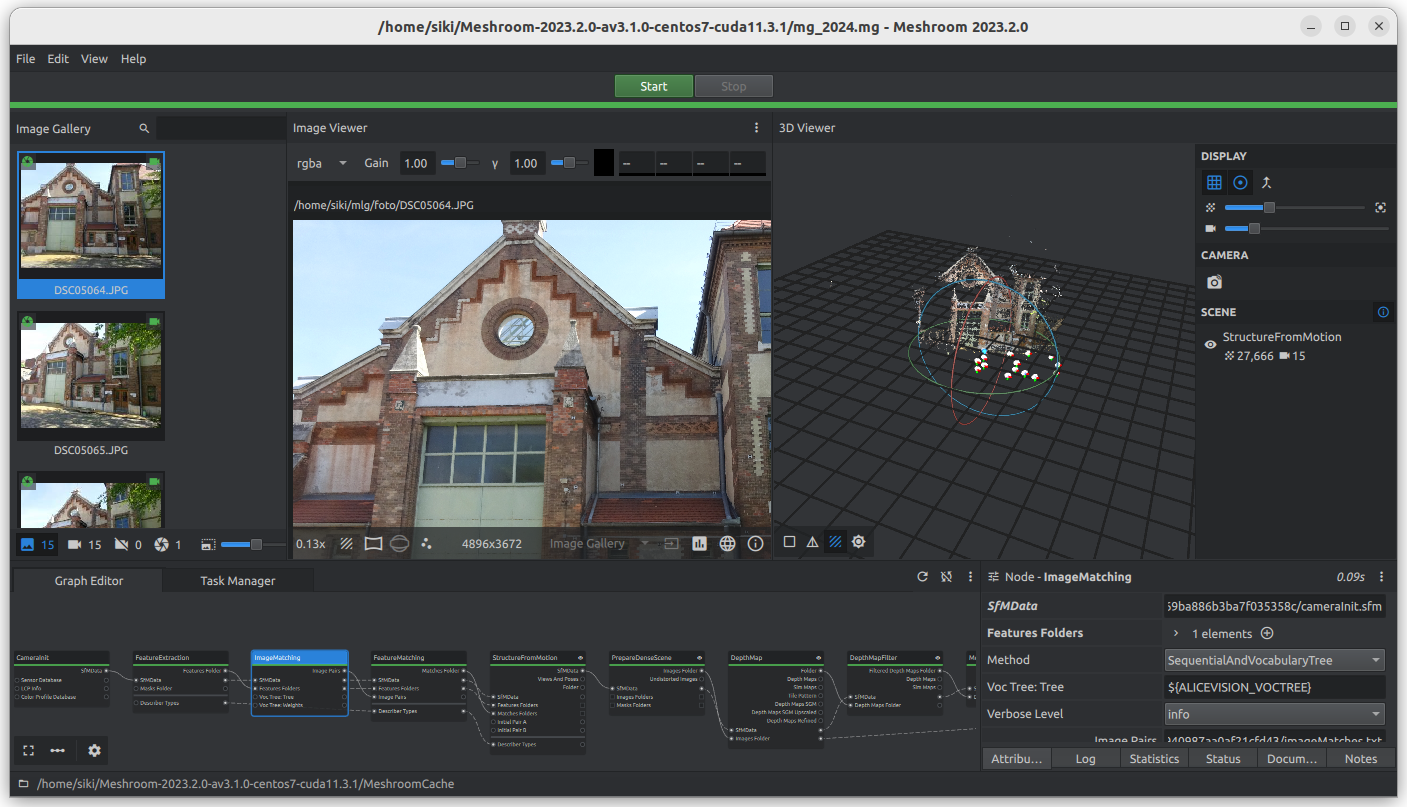 /home/siki/Meshroom-2023.2.0-av3.1.0-centos7-cuda11.3.1/mg_2024.mg - Meshroom 2023.2.0
File Edit View Help
Start Stop
Image Gallery
DSC05064.JPG
DSC05065.JPG
15 15 0 1
Image Viewer
rgba Gain 1.00 γ 1.00 -- -- -- --
/home/siki/mlg/foto/DSC05064.JPG
0.13x 4896x3672 Image Gallery
3D Viewer
DISPLAY
CAMERA
SCENE
StructureFromMotion
27,666 15
Graph Editor Task Manager
CameraInit
SfMData
Sensor Database
LCP Info
Color Profile Database
FeatureExtraction
Features Folder
SfMData
Masks Folder
Describer Types
ImageMatching
Image Pairs
SfMData
Features Folders
Voc Tree: Tree
Voc Tree: Weights
FeatureMatching
Matches Folder
SfMData
Features Folders
Image Pairs
Describer Types
StructureFromMotion
SfMData
Views And Poses
Folder
SfMData
Features Folders
Matches Folders
Initial Pair A
Initial Pair B
Describer Types
PrepareDenseScene
Images Folder
Undistorted Images
SfMData
Images Folders
Masks Folders
DepthMap
Folder
Depth Maps
Sim Maps
Tile Pattern
Depth Maps SGM
Depth Maps SGM Upscaled
Depth Maps Refined
SfMData
Images Folder
DepthMapFilter
Filtered Depth Maps Folder
Depth Maps
Sim Maps
SfMData
Depth Maps Folder
Node - ImageMatching 0.09s
SfMData 59ba886b3ba7f035358c/cameraInit.sfm
Features Folders 1 elements
Method SequentialAndVocabularyTree
Voc Tree: Tree ${ALICEVISION_VOCTREE}
Verbose Level info
Image Pairs
Attribu... Log Statistics Status Docum... Notes
/home/siki/Meshroom-2023.2.0-av3.1.0-centos7-cuda11.3.1/MeshroomCache